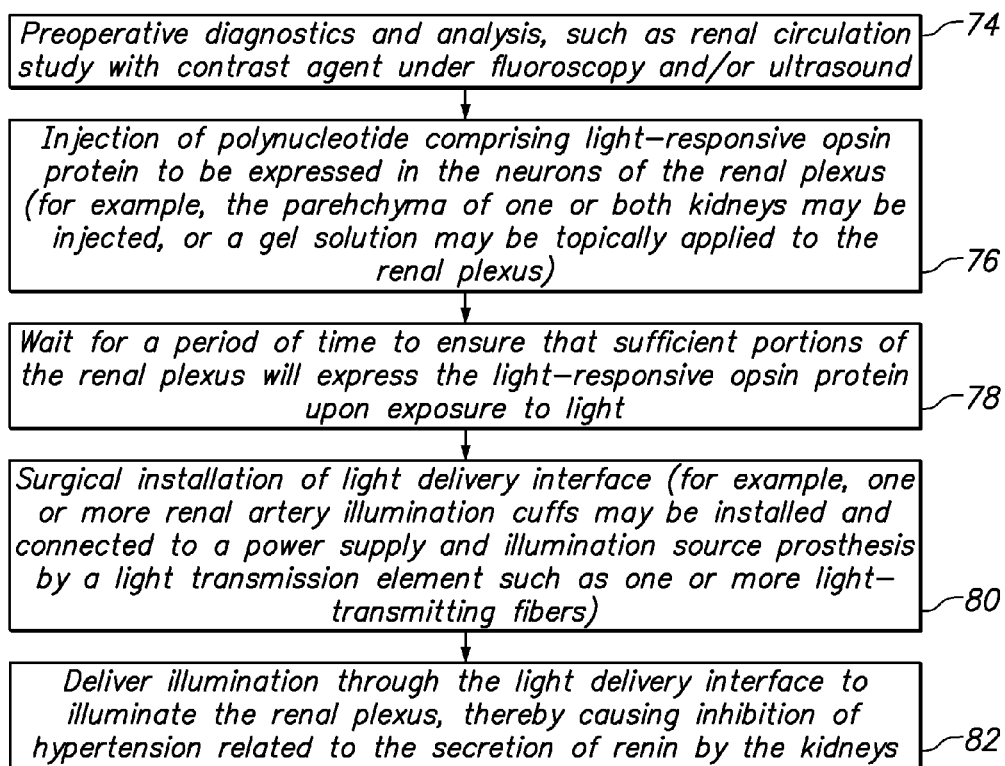 Preoperative diagnostics and analysis, such as renal circulation
study with contrast agent under fluoroscopy and/or ultrasound
74
Injection of polynucleotide comprising light-responsive opsin
protein to be expressed in the neurons of the renal plexus
(for example, the parehchyma of one or both kidneys may be
injected, or a gel solution may be topically applied to the
renal plexus)
76
Wait for a period of time to ensure that sufficient portions of
the renal plexus will express the light-responsive opsin protein
upon exposure to light
78
Surgical installation of light delivery interface (for example, one
or more renal artery illumination cuffs may be installed and
connected to a power supply and illumination source prosthesis
by a light transmission element such as one or more light-
transmitting fibers)
80
Deliver illumination through the light delivery interface to
illuminate the renal plexus, thereby causing inhibition of
hypertension related to the secretion of renin by the kidneys
82